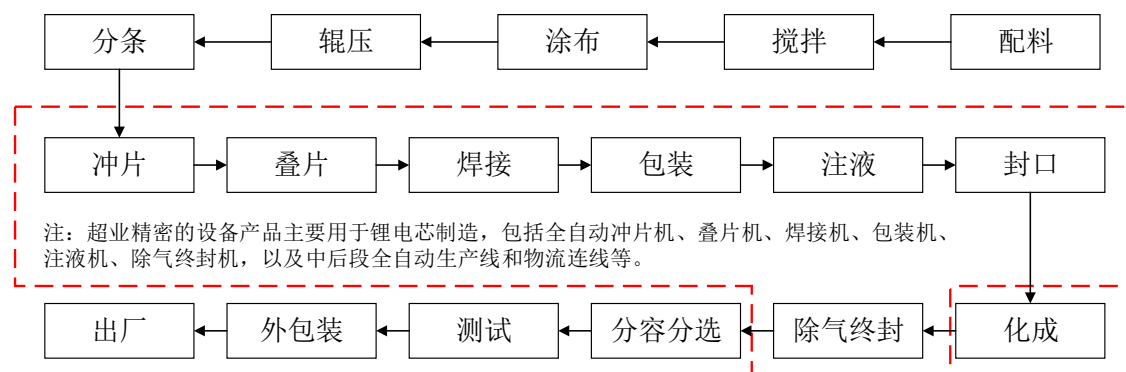 分条 辊压 涂布 搅拌 配料
冲片 叠片 焊接 包装 注液 封口
注：超业精密的设备产品主要用于锂电芯制造，包括全自动冲片机、叠片机、焊接机、包装机、
注液机、除气终封机，以及中后段全自动生产线和物流连线等。
出厂 外包装 测试 分容分选 除气终封 化成